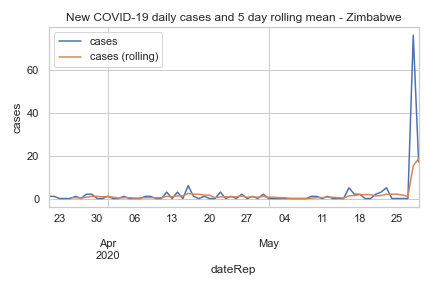 New COVID-19 daily cases and 5 day rolling mean - Zimbabwe
cases
cases (rolling)
cases
60
40
20
0
23 30 06 13 20 27 04 11 18 25
Apr May
2020
dateRep